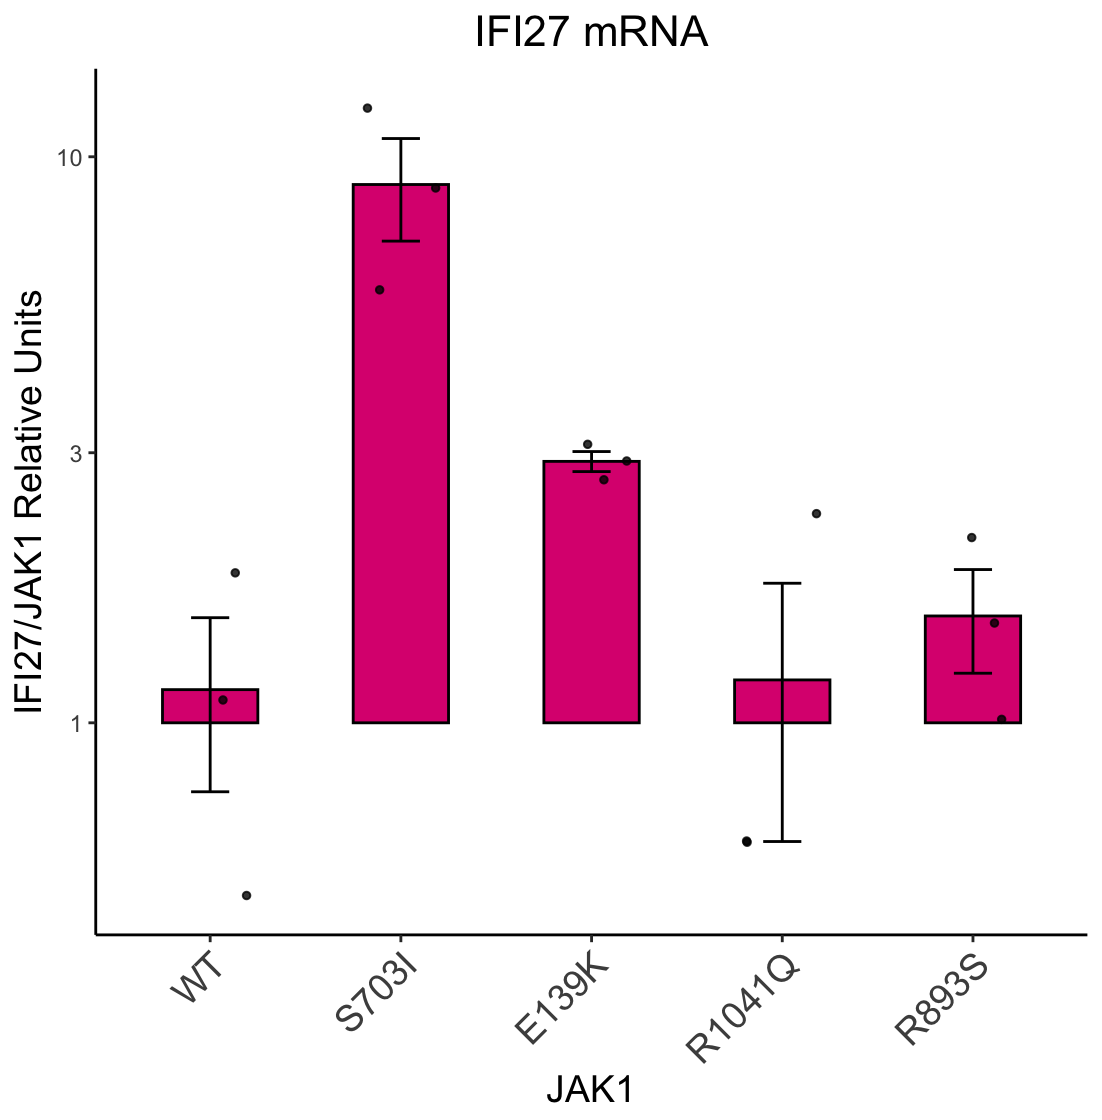 IFI27 mRNA
IFI27/JAK1 Relative Units
10
3
1
WT
S703I
E139K
R1041Q
R893S
JAK1